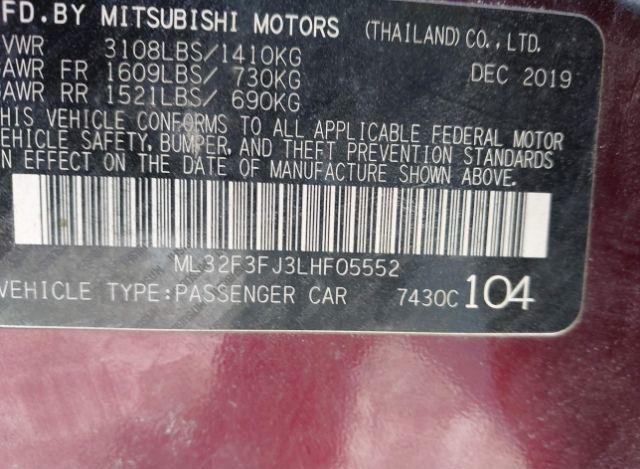 FD.BY MITSUBISHI MOTORS (THAILAND) CO., LTD.
VWR 3108LBS/1410KG
DEC 2019
AWR FR 1609LBS/ 730KG
AWR RR 1521LBS/ 690KG
HIS VEHICLE CONFORMS TO ALL APPLICABLE FEDERAL MOTOR
EHICLE SAFETY, BUMPER, AND THEFT PREVENTION STANDARDS
N EFFECT ON THE DATE OF MANUFACTURE SHOWN ABOVE.
ML32F3FJ3LHF05552
VEHICLE TYPE:PASSENGER CAR 7430C 104